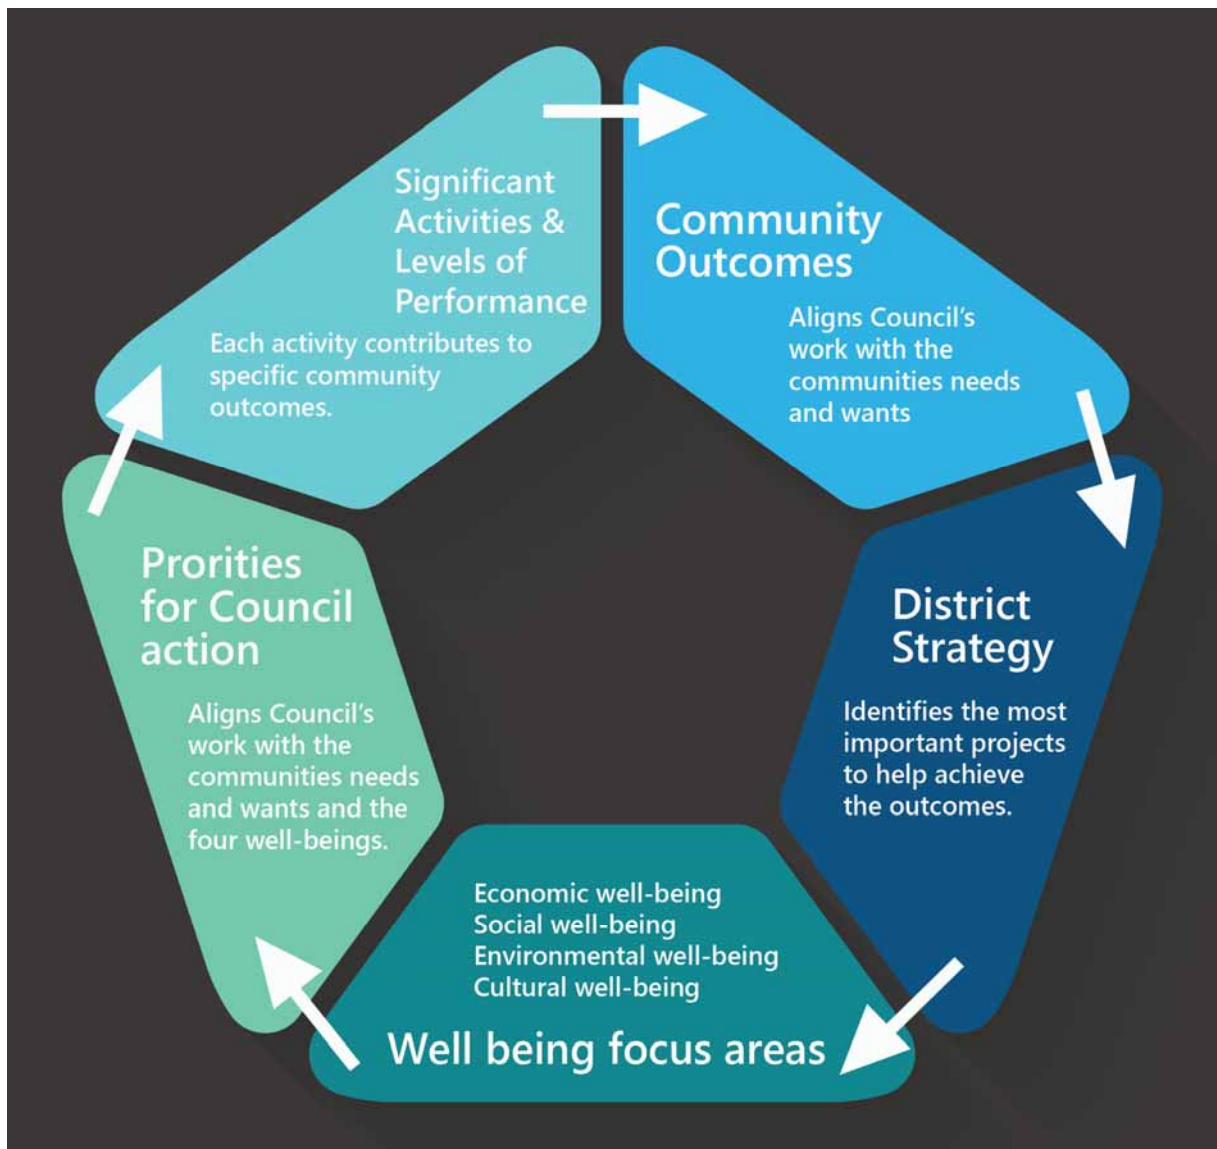 Significant
Activities &
Levels of
Performance
Each activity contributes to
specific community
outcomes.
Community
Outcomes
Aligns Council's
work with the
communities needs
and wants
District
Strategy
Identifies the most
important projects
to help achieve
the outcomes.
Economic well-being
Social well-being
Environmental well-being
Cultural well-being
Well being focus areas
Prorities
for Council
action
Aligns Council's
work with the
communities needs
and wants and the
four well-beings.